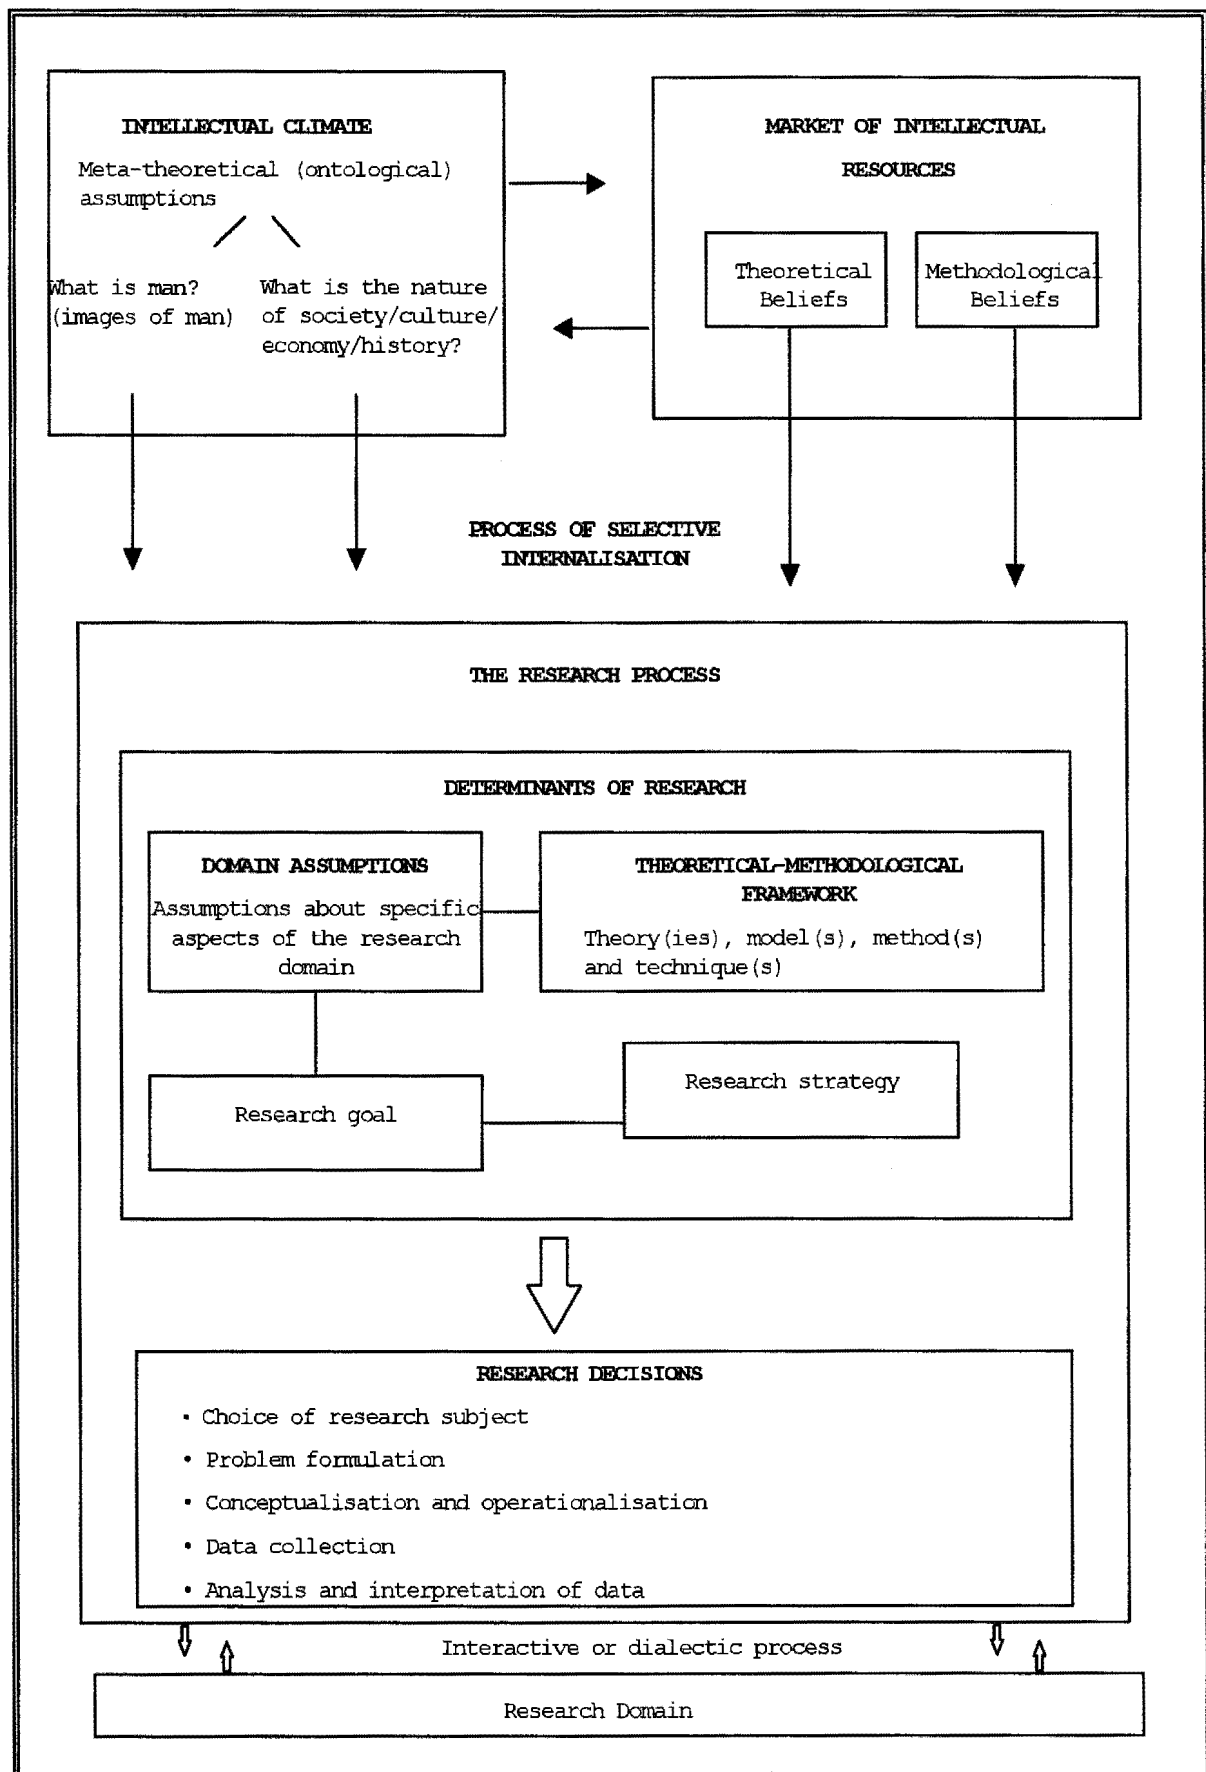 INTELLECTUAL CLIMATE
Meta-theoretical (ontological)
assumptions
What is man?
(images of man)
What is the nature
of society/culture/
economy/history?
MARKET OF INTELLECTUAL
RESOURCES
Theoretical
Beliefs
Methodological
Beliefs
PROCESS OF SELECTIVE
INTERNALISATION
THE RESEARCH PROCESS
DETERMINANTS OF RESEARCH
DOMAIN ASSUMPTIONS
Assumptions about specific
aspects of the research
domain
THEORETICAL-METHODOLOGICAL
FRAMEWORK
Theory(ies), model(s), method(s)
and technique(s)
Research goal
Research strategy
RESEARCH DECISIONS
• Choice of research subject
• Problem formulation
• Conceptualisation and operationalisation
• Data collection
• Analysis and interpretation of data
Interactive or dialectic process
Research Domain